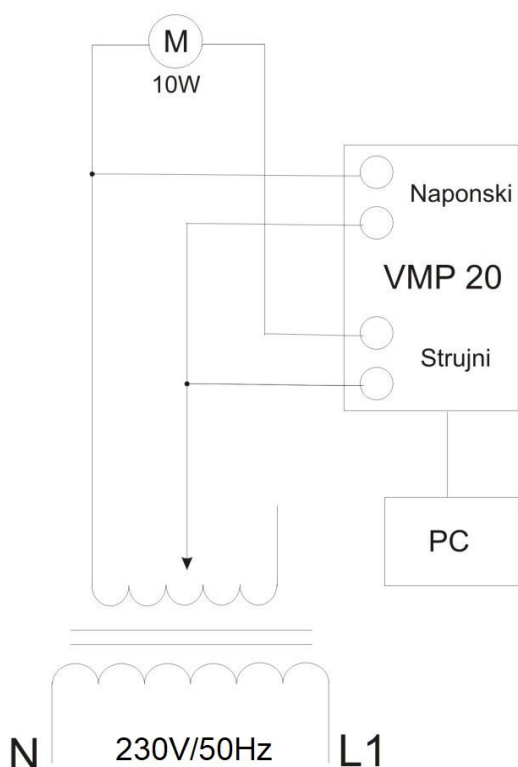 M
10W
Naponski
VMP 20
Strujni
PC
N 230V/50Hz L1